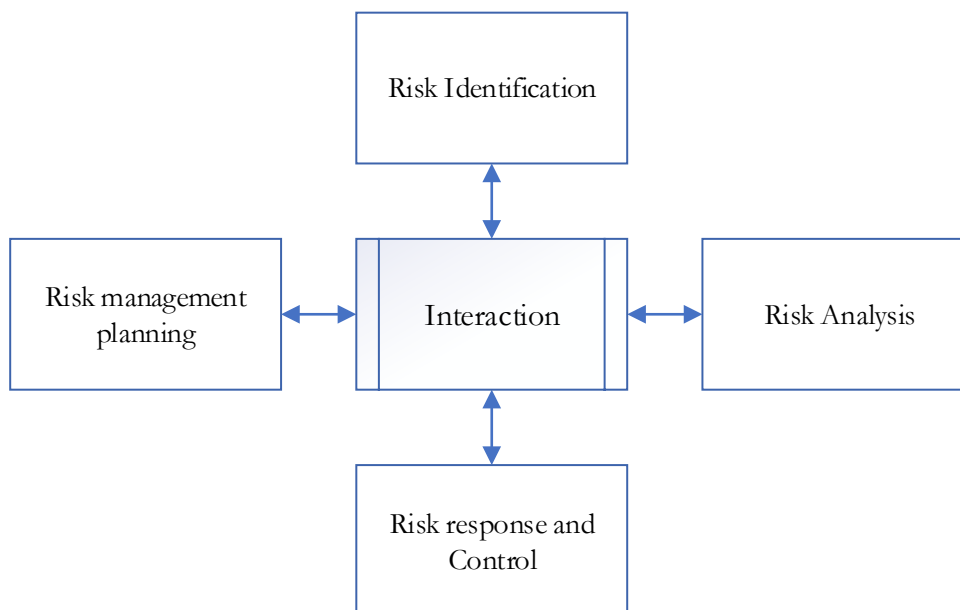 Risk Identification
Risk management
planning
Interaction
Risk Analysis
Risk response and
Control